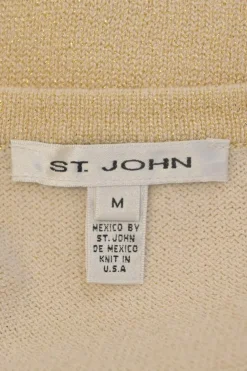 ST. JOHN
M
MEXICO BY
ST. JOHN
DE MEXICO
KNIT IN
U.S.A